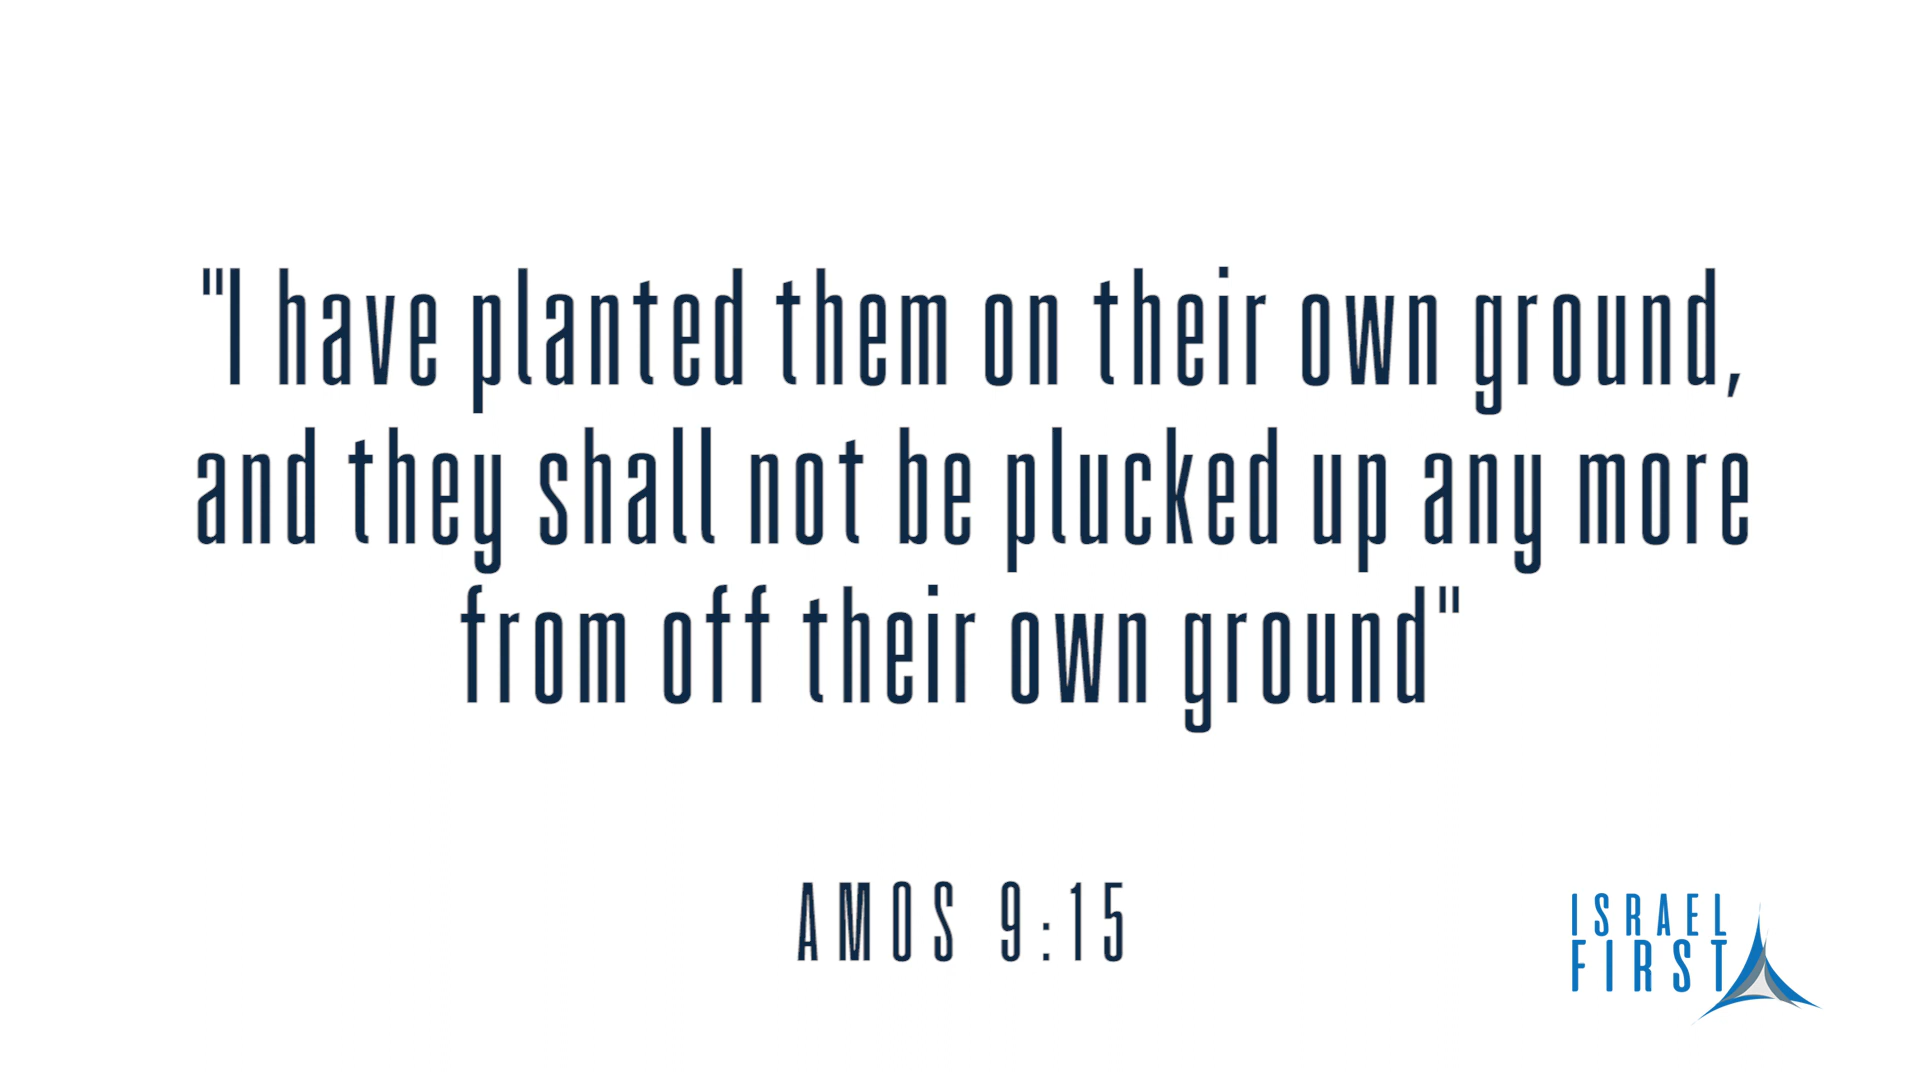 "I have planted them on their own ground,
and they shall not be plucked up any more
from off their own ground"
AMOS 9:15
ISRAEL
FIRST